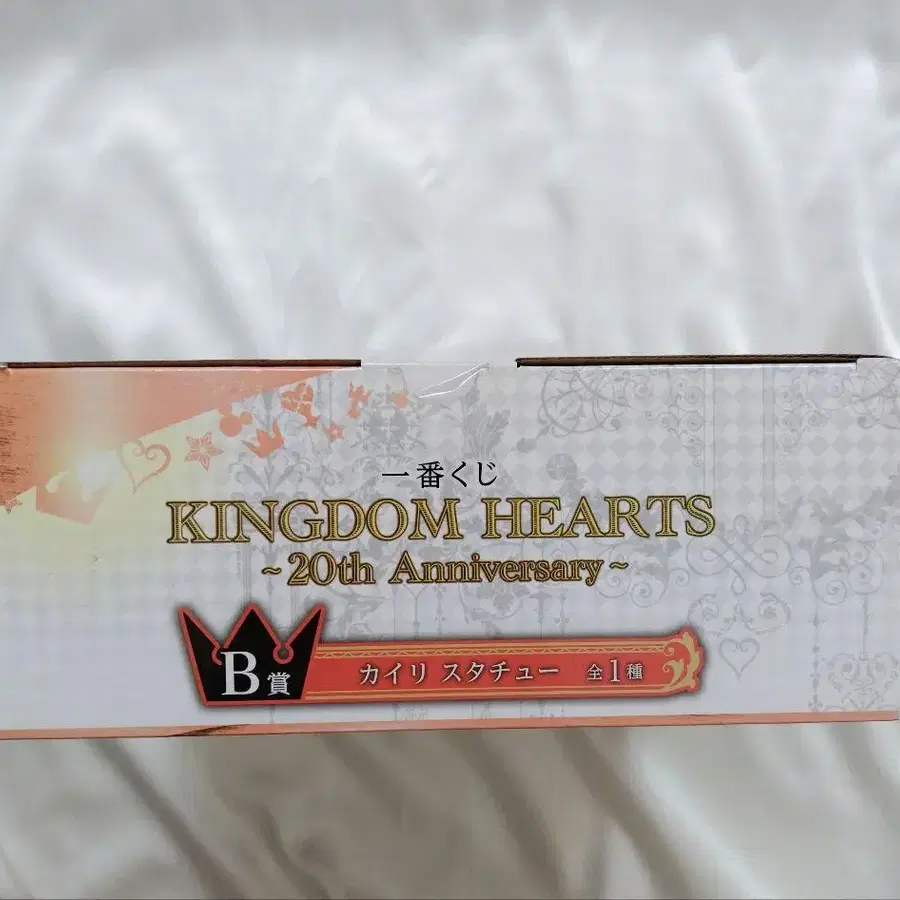 一番くじ
KINGDOM HEARTS
~20th Anniversary~
B賞
カイリ スタチュー 全1種